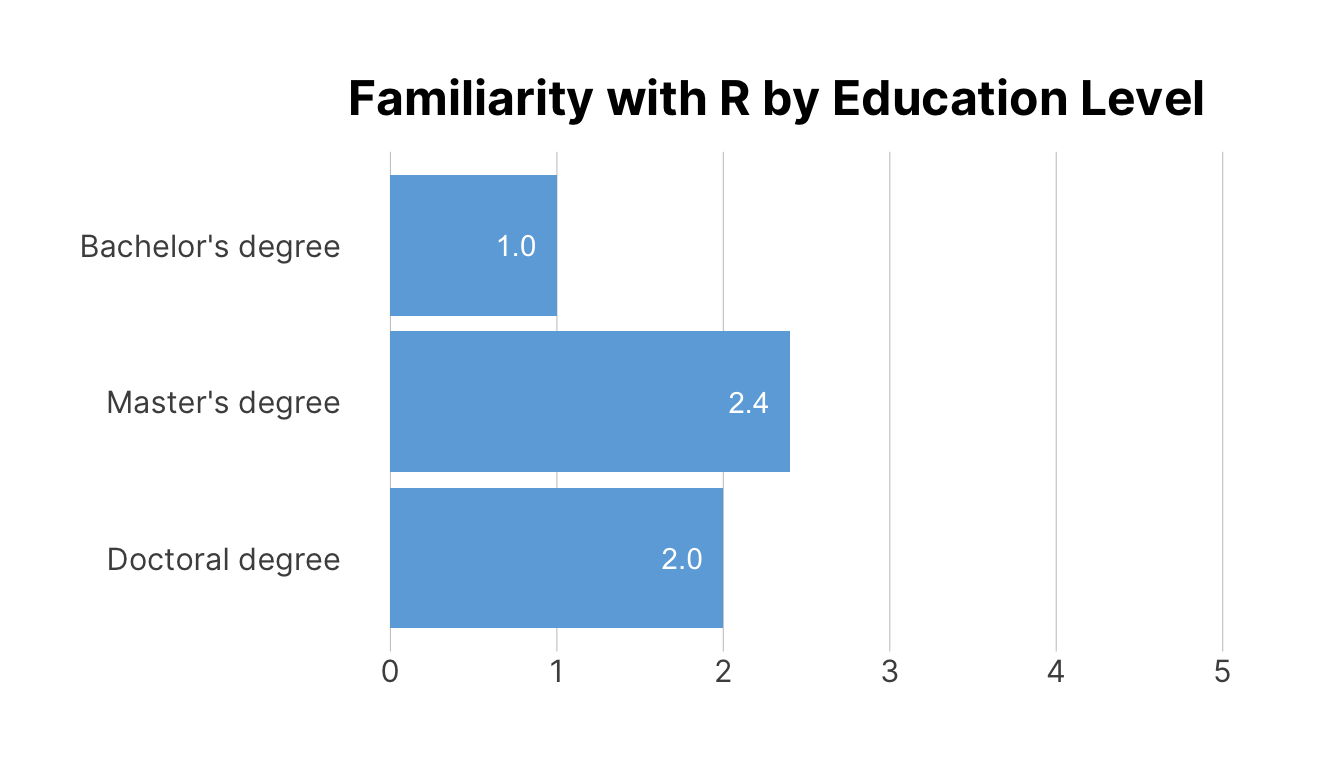 Familiarity with R by Education Level
Bachelor's degree
1.0
Master's degree
2.4
Doctoral degree
2.0
0 1 2 3 4 5